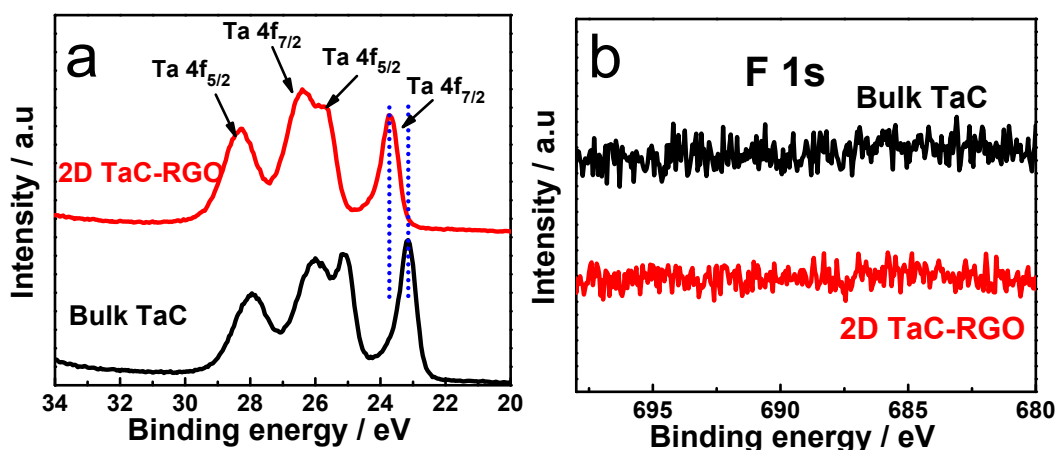 a
Ta 4f7/2
Ta 4f5/2
Ta 4f5/2
Ta 4f7/2
2D TaC-RGO
Bulk TaC
Intensity / a.u
34 32 30 28 26 24 22 20
Binding energy / eV
b
F 1s
Bulk TaC
2D TaC-RGO
Intensity / a.u
695 690 685 680
Binding energy / eV